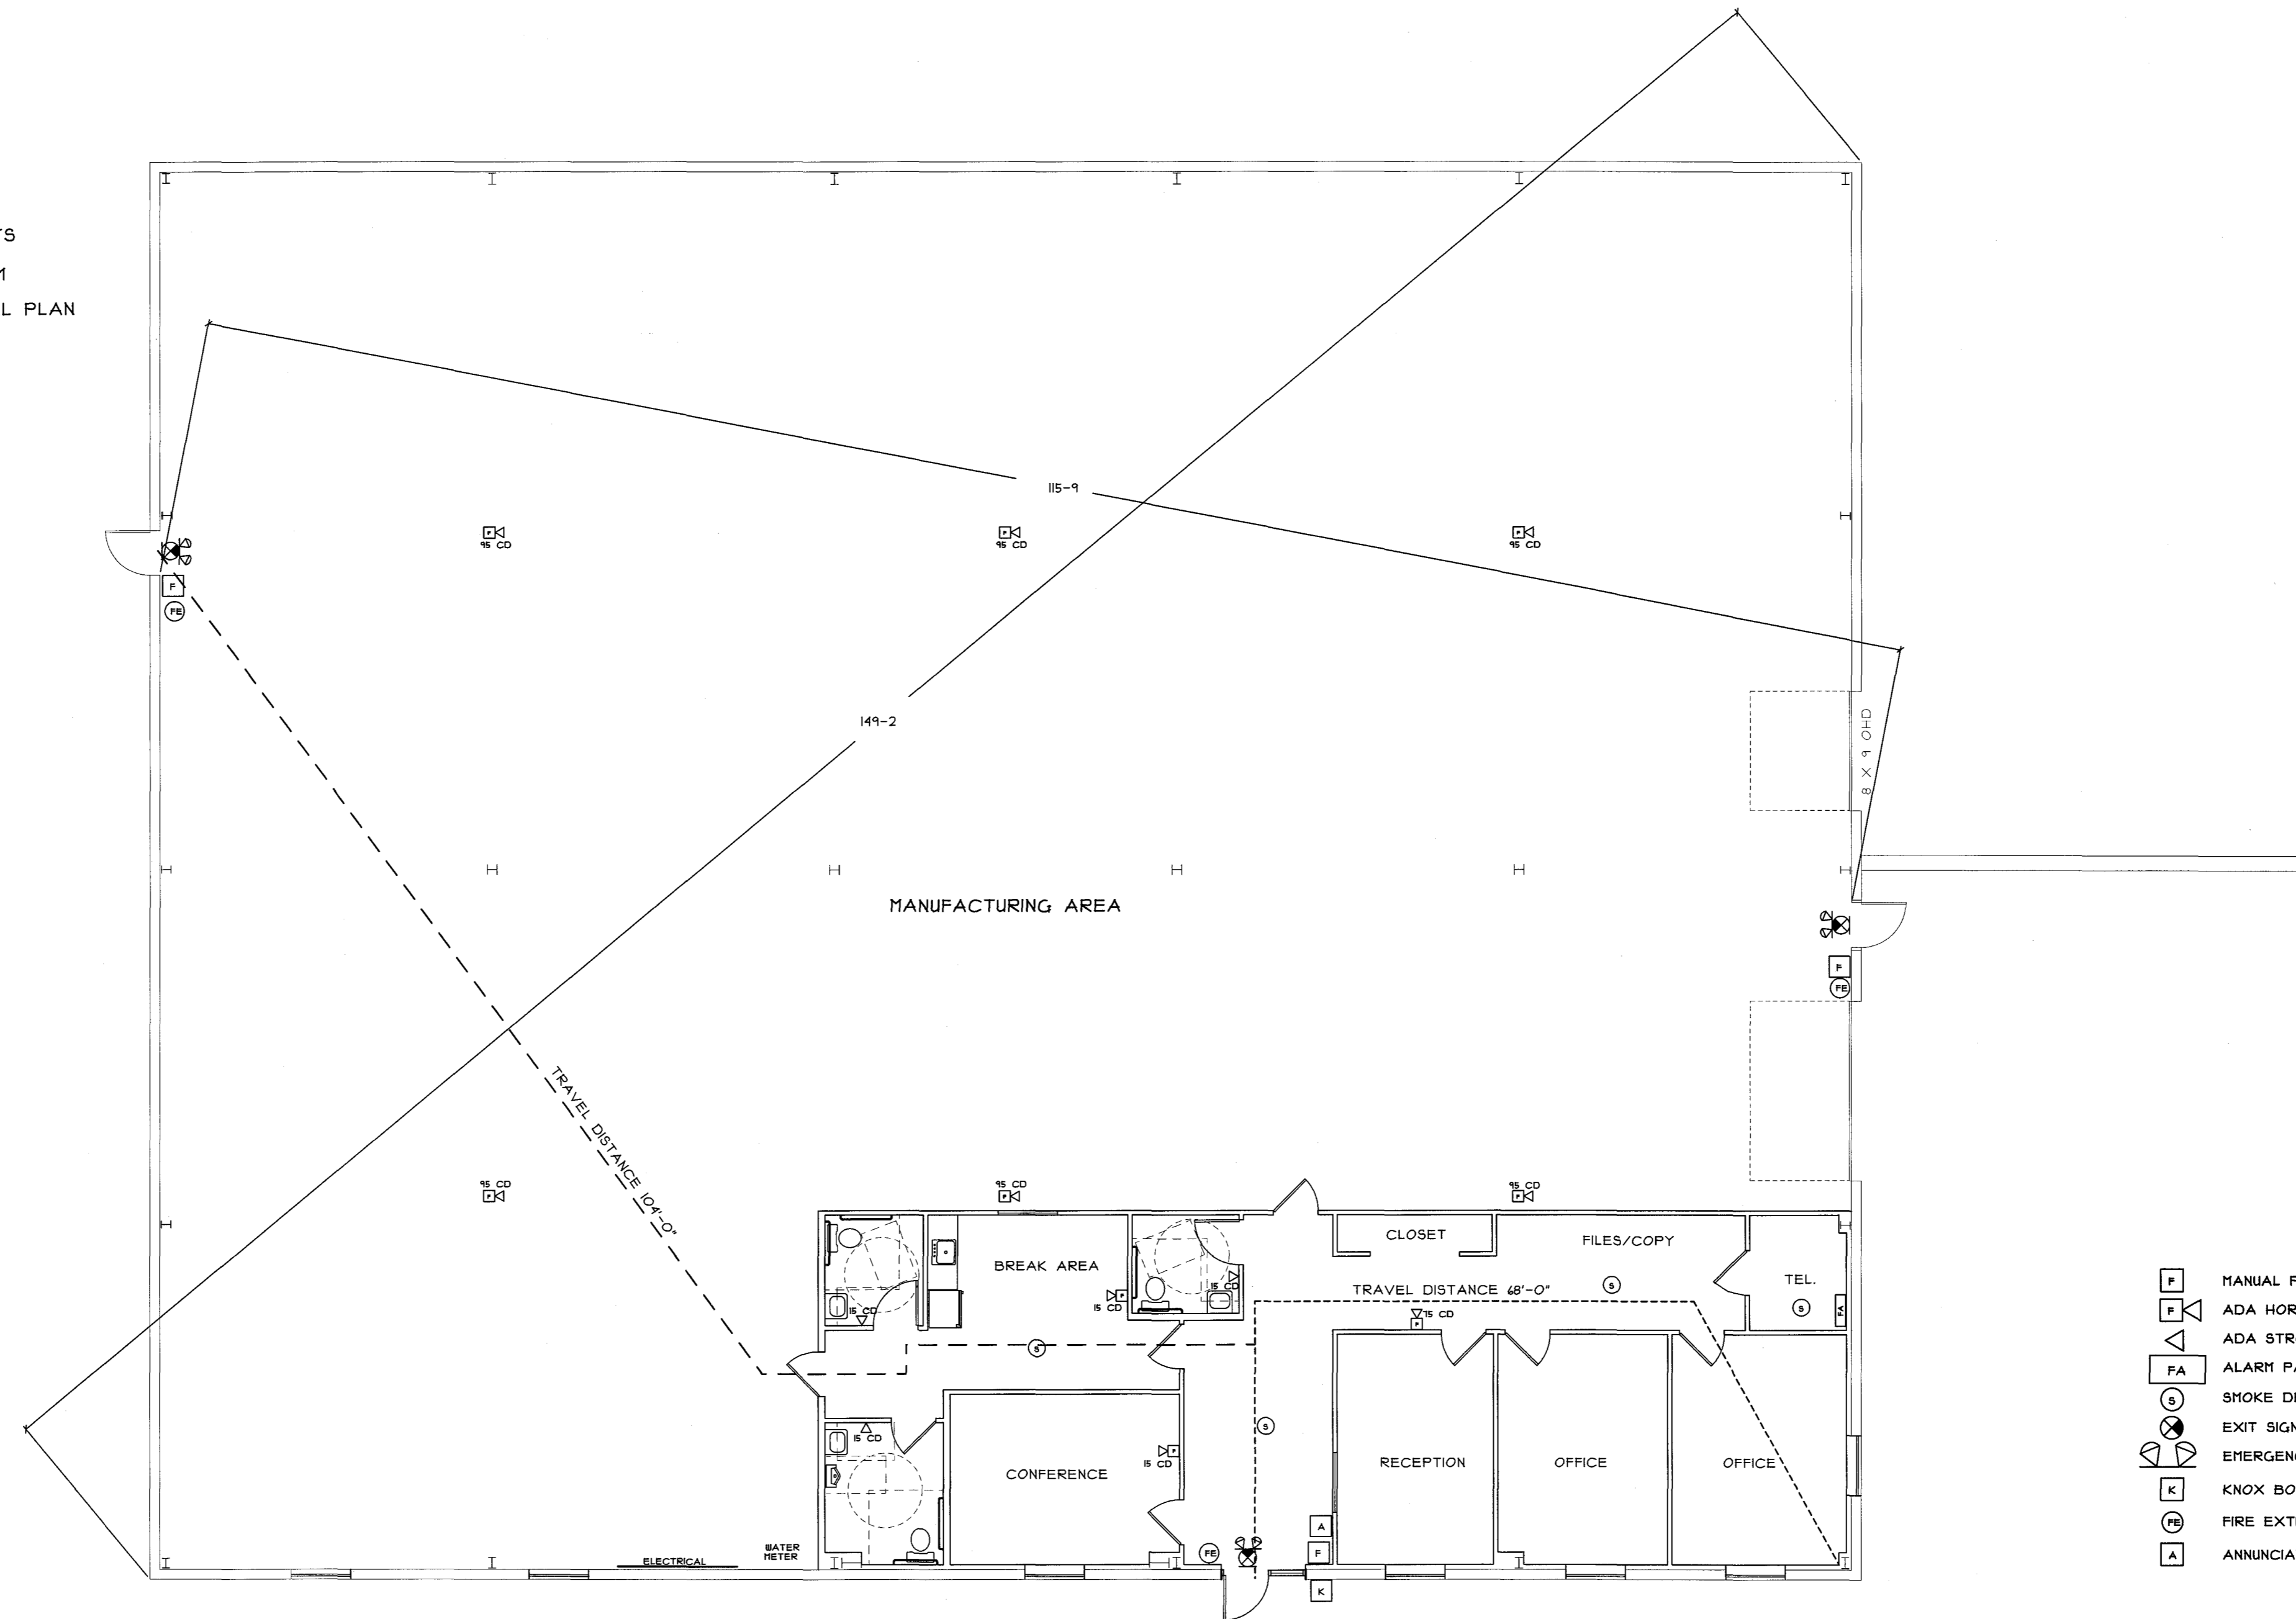 TS
M
L PLAN
115-9
P
95 CD
P
95 CD
P
95 CD
F
FE
149-2
8 X 9 OHD
MANUFACTURING AREA
F
FE
TRAVEL DISTANCE 104'-0"
95 CD
P
95 CD
P
95 CD
P
CLOSET
FILES/COPY
BREAK AREA
TEL.
15 CD
P
15 CD
15 CD
TRAVEL DISTANCE 68'-0"
S
S
FA
75 CD
P
S
15 CD
S
P
15 CD
CONFERENCE
RECEPTION
OFFICE
OFFICE
A
F
FE
K
WATER
METER
ELECTRICAL
F MANUAL F
F ADA HOR
ADA STR
FA ALARM PA
S SMOKE DE
EXIT SIGN
EMERGENC
K KNOX BO
FE FIRE EXTI
A ANNUNCIA